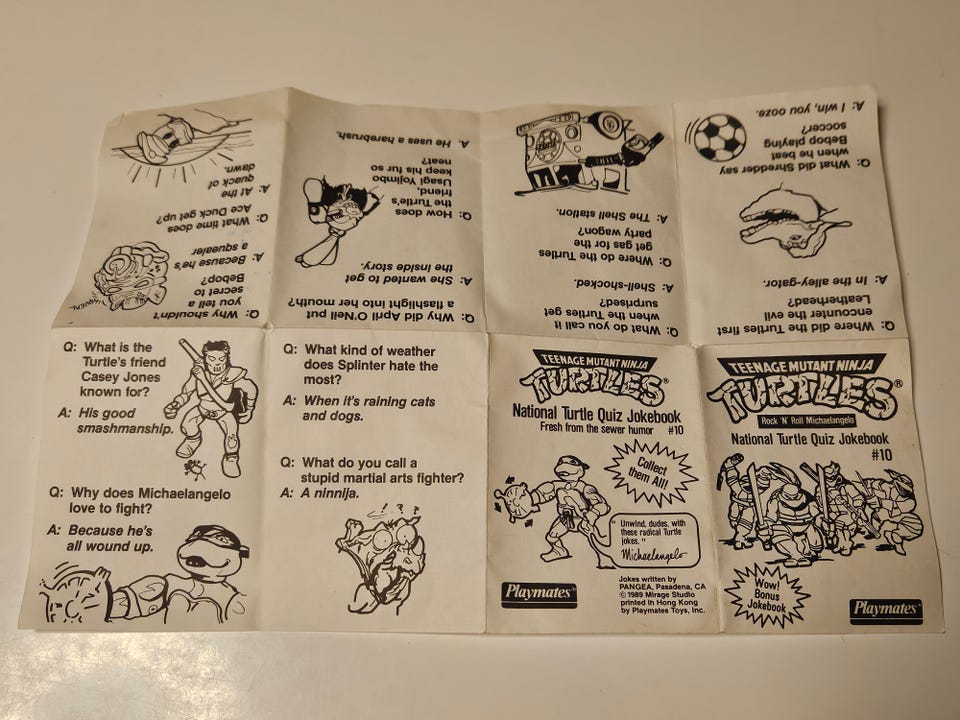 Q: Why shouldn't
you tell a
secret to
Bebop?
A: Because he's
a squealer
Q: What time does
Ace Duck get up?
A: At the
quack of
dawn.
Q: Why did April O'Neil put
a flashlight into her mouth?
A: She wanted to get
the inside story.
Q: How does
the Turtle's
friend,
Usagi Yojimbo
keep his fur so
neat?
A. He uses a harebrush.
Q: What do you call it
when the Turtles get
surprised?
A: Shell-shocked.
Q: Where do the Turtles
get gas for the
party wagon?
A: The Shell station.
Q: Where did the Turtles first
encounter the evil
Leatherhead?
A: In the alley-gator.
Q: What did Shredder say
when he beat
Bebop playing
soccer?
A: I win, you ooze.
Q: What is the
Turtle's friend
Casey Jones
known for?
A: His good
smashmanship.
Q: Why does Michaelangelo
love to fight?
A: Because he's
all wound up.
Q: What kind of weather
does Splinter hate the
most?
A: When it's raining cats
and dogs.
Q: What do you call a
stupid martial arts fighter?
A: A ninnija.
TEENAGE MUTANT NINJA
TURTLES®
National Turtle Quiz Jokebook
Fresh from the sewer humor #10
Collect
them All!
"Unwind, dudes, with
these radical Turtle
jokes."
Michaelangelo
Playmates®
Jokes written by
PANGEA, Pasadena, CA
© 1989 Mirage Studio
printed in Hong Kong
by Playmates Toys, Inc.
TEENAGE MUTANT NINJA
TURTLES®
Rock 'N' Roll Michaelangelo
National Turtle Quiz Jokebook
#10
Wow!
Bonus
Jokebook
Playmates®